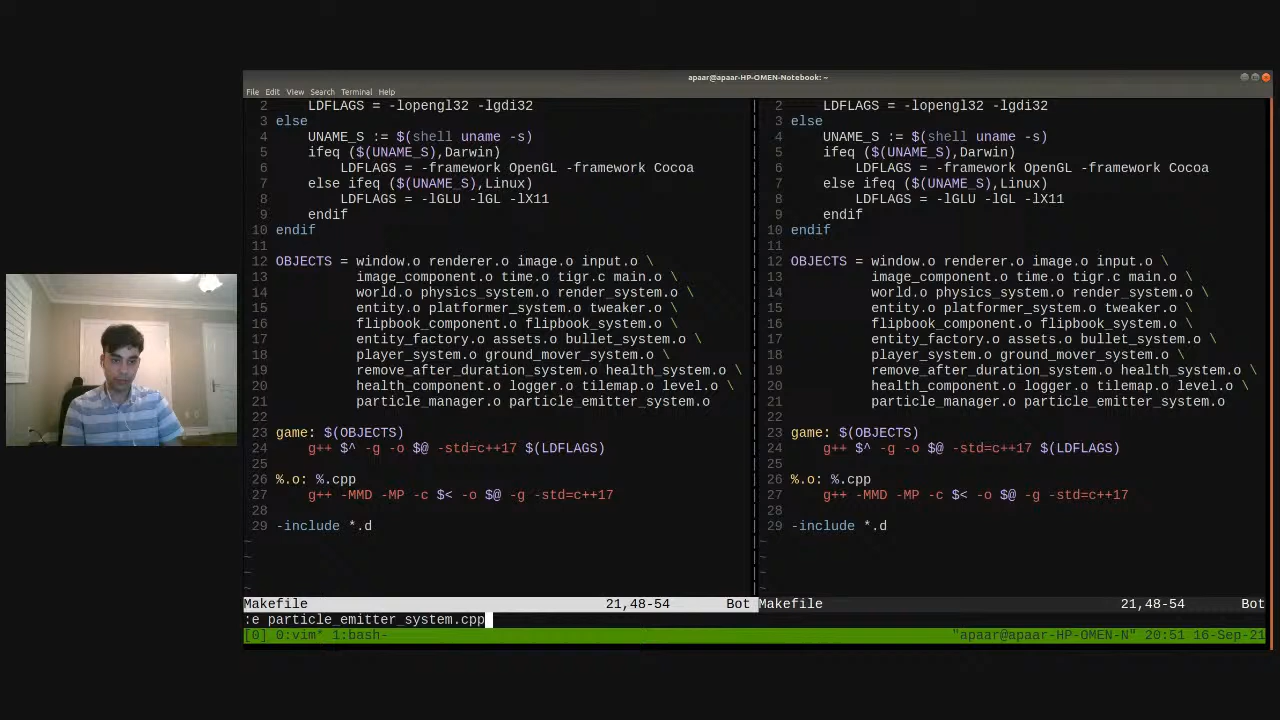 apaar@apaar-HP-OMEN-Notebook: ~
File Edit View Search Terminal Help
2 LDFLAGS = -lopengl32 -lgdi32
3 else
4 UNAME_S := $(shell uname -s)
5 ifeq ($(UNAME_S),Darwin)
6 LDFLAGS = -framework OpenGL -framework Cocoa
7 else ifeq ($(UNAME_S),Linux)
8 LDFLAGS = -lGLU -lGL -lX11
9 endif
10 endif
11
12 OBJECTS = window.o renderer.o image.o input.o \
13 image_component.o time.o tigr.c main.o \
14 world.o physics_system.o render_system.o \
15 entity.o platformer_system.o tweaker.o \
16 flipbook_component.o flipbook_system.o \
17 entity_factory.o assets.o bullet_system.o \
18 player_system.o ground_mover_system.o \
19 remove_after_duration_system.o health_system.o \
20 health_component.o logger.o tilemap.o level.o \
21 particle_manager.o particle_emitter_system.o
22
23 game: $(OBJECTS)
24 g++ $^ -g -o $@ -std=c++17 $(LDFLAGS)
25
26 %.o: %.cpp
27 g++ -MMD -MP -c $< -o $@ -g -std=c++17
28
29 -include *.d
~
~
~
~
Makefile 21,48-54 Bot
2 LDFLAGS = -lopengl32 -lgdi32
3 else
4 UNAME_S := $(shell uname -s)
5 ifeq ($(UNAME_S),Darwin)
6 LDFLAGS = -framework OpenGL -framework Cocoa
7 else ifeq ($(UNAME_S),Linux)
8 LDFLAGS = -lGLU -lGL -lX11
9 endif
10 endif
11
12 OBJECTS = window.o renderer.o image.o input.o \
13 image_component.o time.o tigr.c main.o \
14 world.o physics_system.o render_system.o \
15 entity.o platformer_system.o tweaker.o \
16 flipbook_component.o flipbook_system.o \
17 entity_factory.o assets.o bullet_system.o \
18 player_system.o ground_mover_system.o \
19 remove_after_duration_system.o health_system.o \
20 health_component.o logger.o tilemap.o level.o \
21 particle_manager.o particle_emitter_system.o
22
23 game: $(OBJECTS)
24 g++ $^ -g -o $@ -std=c++17 $(LDFLAGS)
25
26 %.o: %.cpp
27 g++ -MMD -MP -c $< -o $@ -g -std=c++17
28
29 -include *.d
~
~
~
~
Makefile 21,48-54 Bot
:e particle_emitter_system.cpp
[0] 0:vim* 1:bash- "apaar@apaar-HP-OMEN-N" 20:51 16-Sep-21